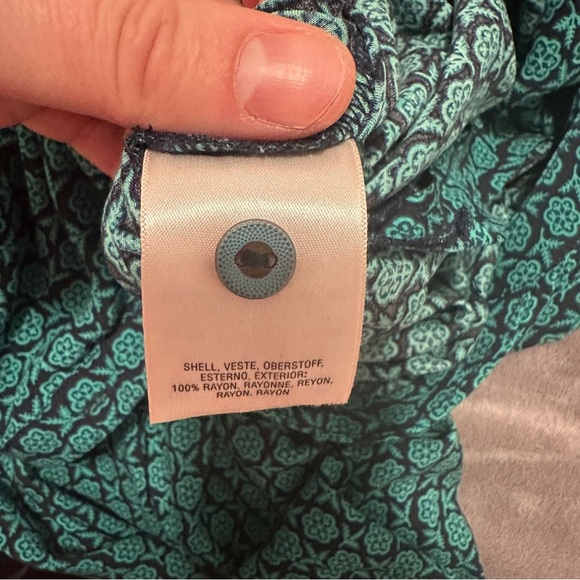 SHELL, VESTE, OBERSTOFF,
ESTERNO, EXTERIOR:
100% RAYON, RAYONNE, REYON,
RAYON, RAYON